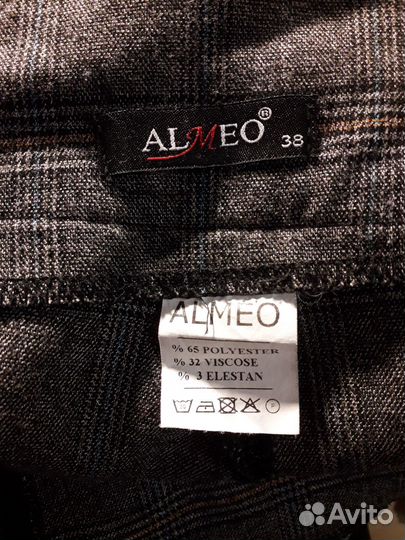 ALMEO®
38
ALMEO
% 65 POLYESTER
% 32 VISCOSE
% 3 ELESTAN
Avito